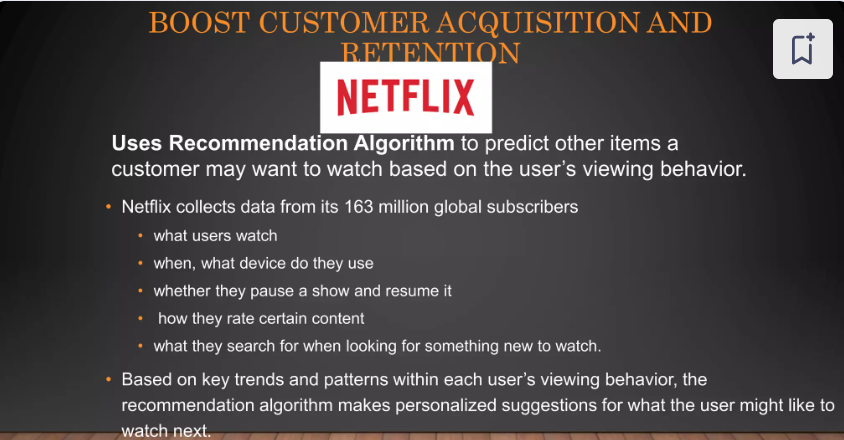 BOOST CUSTOMER ACQUISITION AND
RETENTION
NETFLIX
Uses Recommendation Algorithm to predict other items a
customer may want to watch based on the user’s viewing behavior.
• Netflix collects data from its 163 million global subscribers
• what users watch
• when, what device do they use
• whether they pause a show and resume it
• how they rate certain content
• what they search for when looking for something new to watch.
• Based on key trends and patterns within each user’s viewing behavior, the
recommendation algorithm makes personalized suggestions for what the user might like to
watch next.